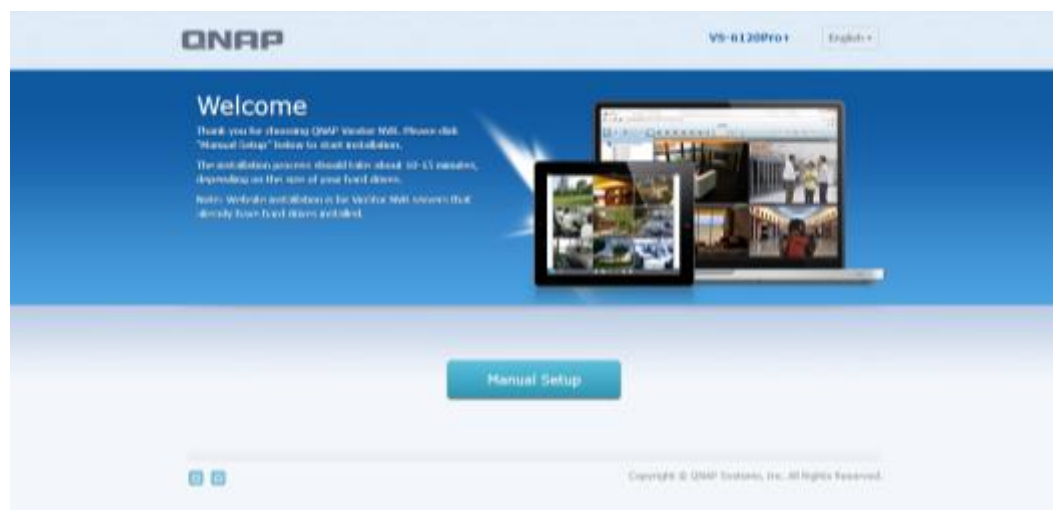 QNAP
VS-6120Pro+
English
Welcome
Thank you for choosing QNAP VioStor NVR. Please click
"Manual Setup" below to start installation.
The installation process should take about 10-15 minutes,
depending on the size of your hard drives.
Note: Website installation is for VioStor NVR servers that
already have hard drives installed.
Manual Setup
Copyright © QNAP Systems, Inc. All Rights Reserved.